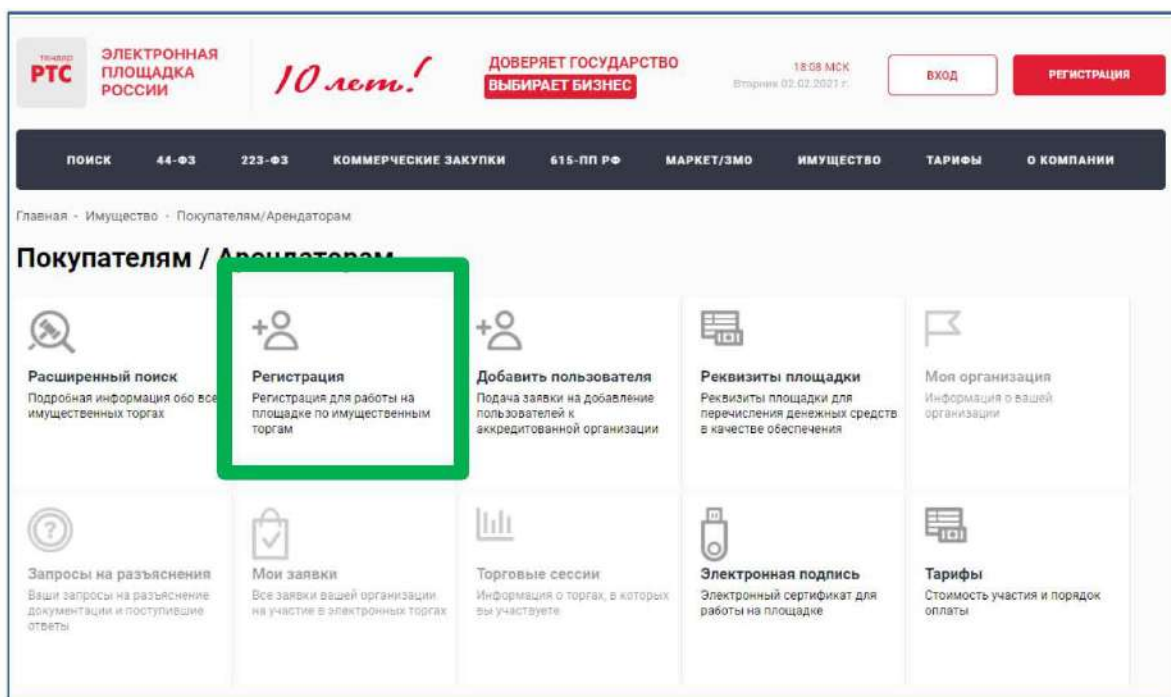 ТЕНДЕР
РТС
ЭЛЕКТРОННАЯ
ПЛОЩАДКА
РОССИИ
10 лет!
ДОВЕРЯЕТ ГОСУДАРСТВО
ВЫБИРАЕТ БИЗНЕС
18:08 МСК
Вторник 02.02.2021 г.
ВХОД
РЕГИСТРАЦИЯ
ПОИСК 44-ФЗ 223-ФЗ КОММЕРЧЕСКИЕ ЗАКУПКИ 615-ПП РФ МАРКЕТ/ЗМО ИМУЩЕСТВО ТАРИФЫ О КОМПАНИИ
Главная - Имущество - Покупателям/Арендаторам
Покупателям / Арендаторам
Расширенный поиск
Подробная информация обо все
имущественных торгах
Регистрация
Регистрация для работы на
площадке по имущественным
торгам
Добавить пользователя
Подача заявки на добавление
пользователей к
аккредитованной организации
Реквизиты площадки
Реквизиты площадки для
перечисления денежных средств
в качестве обеспечения
Моя организация
Информация о вашей
организации
Запросы на разъяснения
Ваши запросы на разъяснение
документации и поступившие
ответы
Мои заявки
Все заявки вашей организации
на участие в электронных торгах
Торговые сессии
Информация о торгах, в которых
вы участвуете
Электронная подпись
Электронный сертификат для
работы на площадке
Тарифы
Стоимость участия и порядок
оплаты